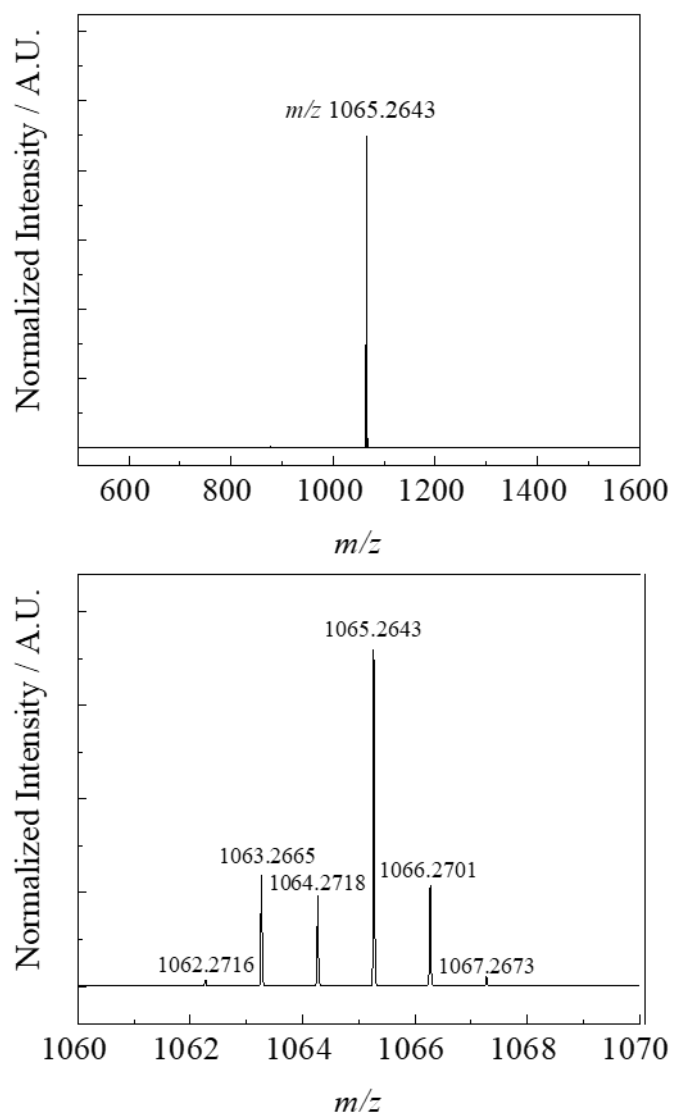 Normalized Intensity / A.U.
m/z 1065.2643
600 800 1000 1200 1400 1600
m/z
Normalized Intensity / A.U.
1065.2643
1063.2665
1064.2718
1066.2701
1062.2716
1067.2673
1060 1062 1064 1066 1068 1070
m/z